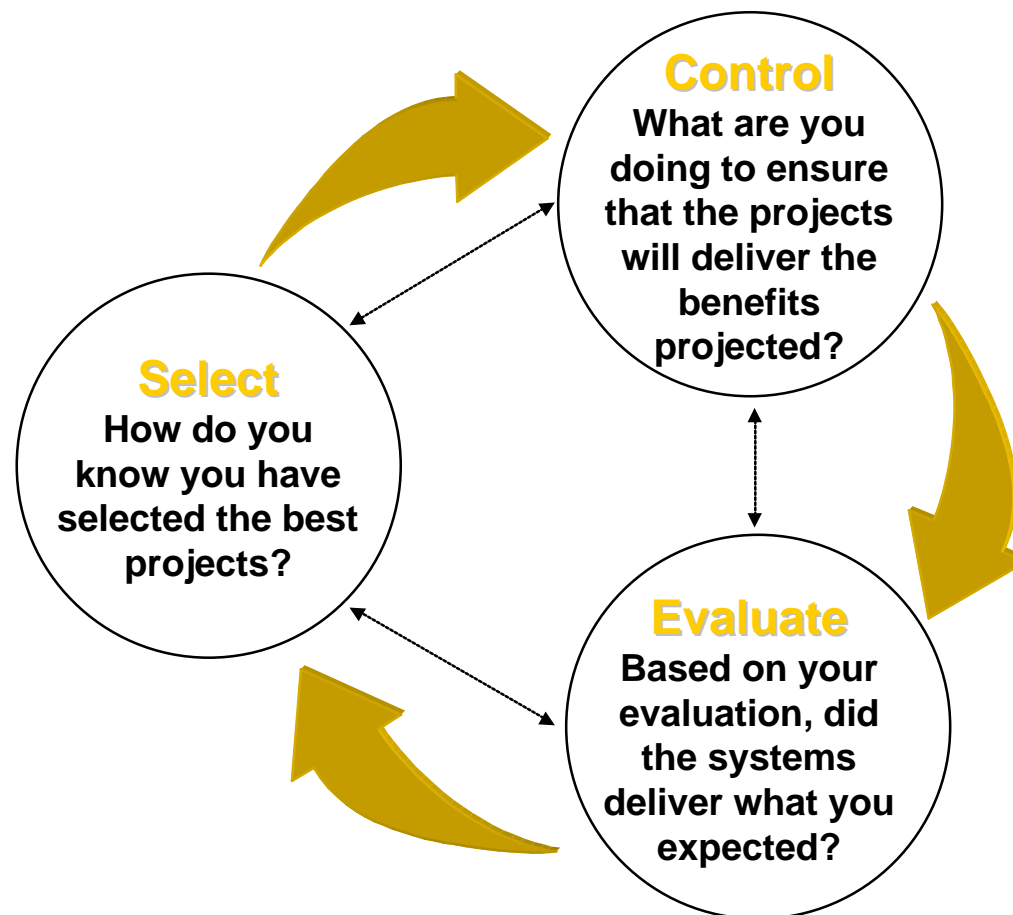 Control
What are you
doing to ensure
that the projects
will deliver the
benefits
projected?
Select
How do you
know you have
selected the best
projects?
Evaluate
Based on your
evaluation, did
the systems
deliver what you
expected?